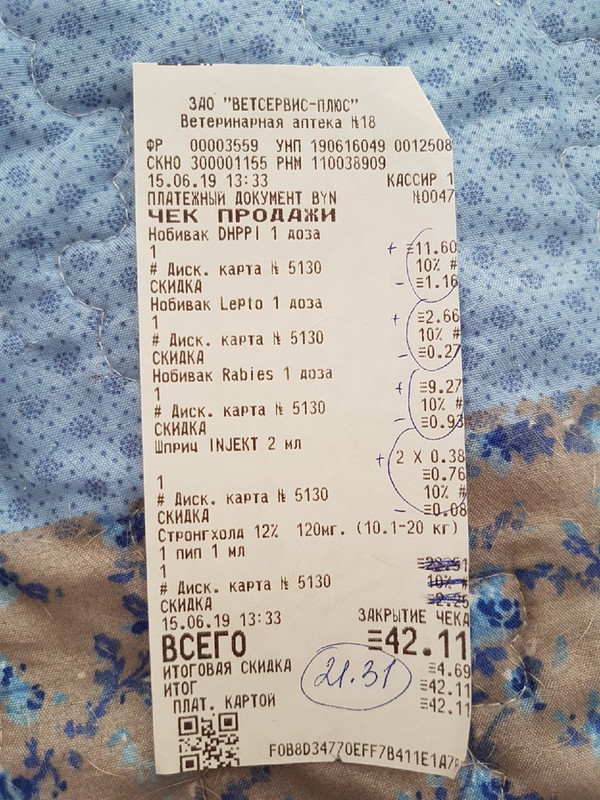 ЗАО "ВЕТСЕРВИС-ПЛЮС"
Ветеринарная аптека №18
ФР 00003559 УНП 190616049 0012508
СКНО 300001155 РНМ 110038909
15.06.19 13:33 КАССИР 1
ПЛАТЕЖНЫЙ ДОКУМЕНТ BYN №0047
ЧЕК ПРОДАЖИ
Нобивак DHPPI 1 доза
1 + ≡11.60
# Диск. карта № 5130 10% #
СКИДКА - ≡1.16
Нобивак Lepto 1 доза
1 + ≡2.66
# Диск. карта № 5130 10% #
СКИДКА - ≡0.27
Нобивак Rabies 1 доза
1 + ≡9.27
# Диск. карта № 5130 10% #
СКИДКА - ≡0.93
Шприц INJEKT 2 мл
+ 2 X 0.38
1 ≡0.76
# Диск. карта № 5130 10% #
СКИДКА - ≡0.08
Стронгхолд 12% 120мг. (10.1-20 кг)
1 пип 1 мл
1
# Диск. карта № 5130 10% #
СКИДКА
15.06.19 13:33 ЗАКРЫТИЕ ЧЕКА
ВСЕГО ≡42.11
ИТОГОВАЯ СКИДКА ≡4.69
21.31
ИТОГ ≡42.11
ПЛАТ. КАРТОЙ ≡42.11
F0B8D34770EFF7B411E1A7